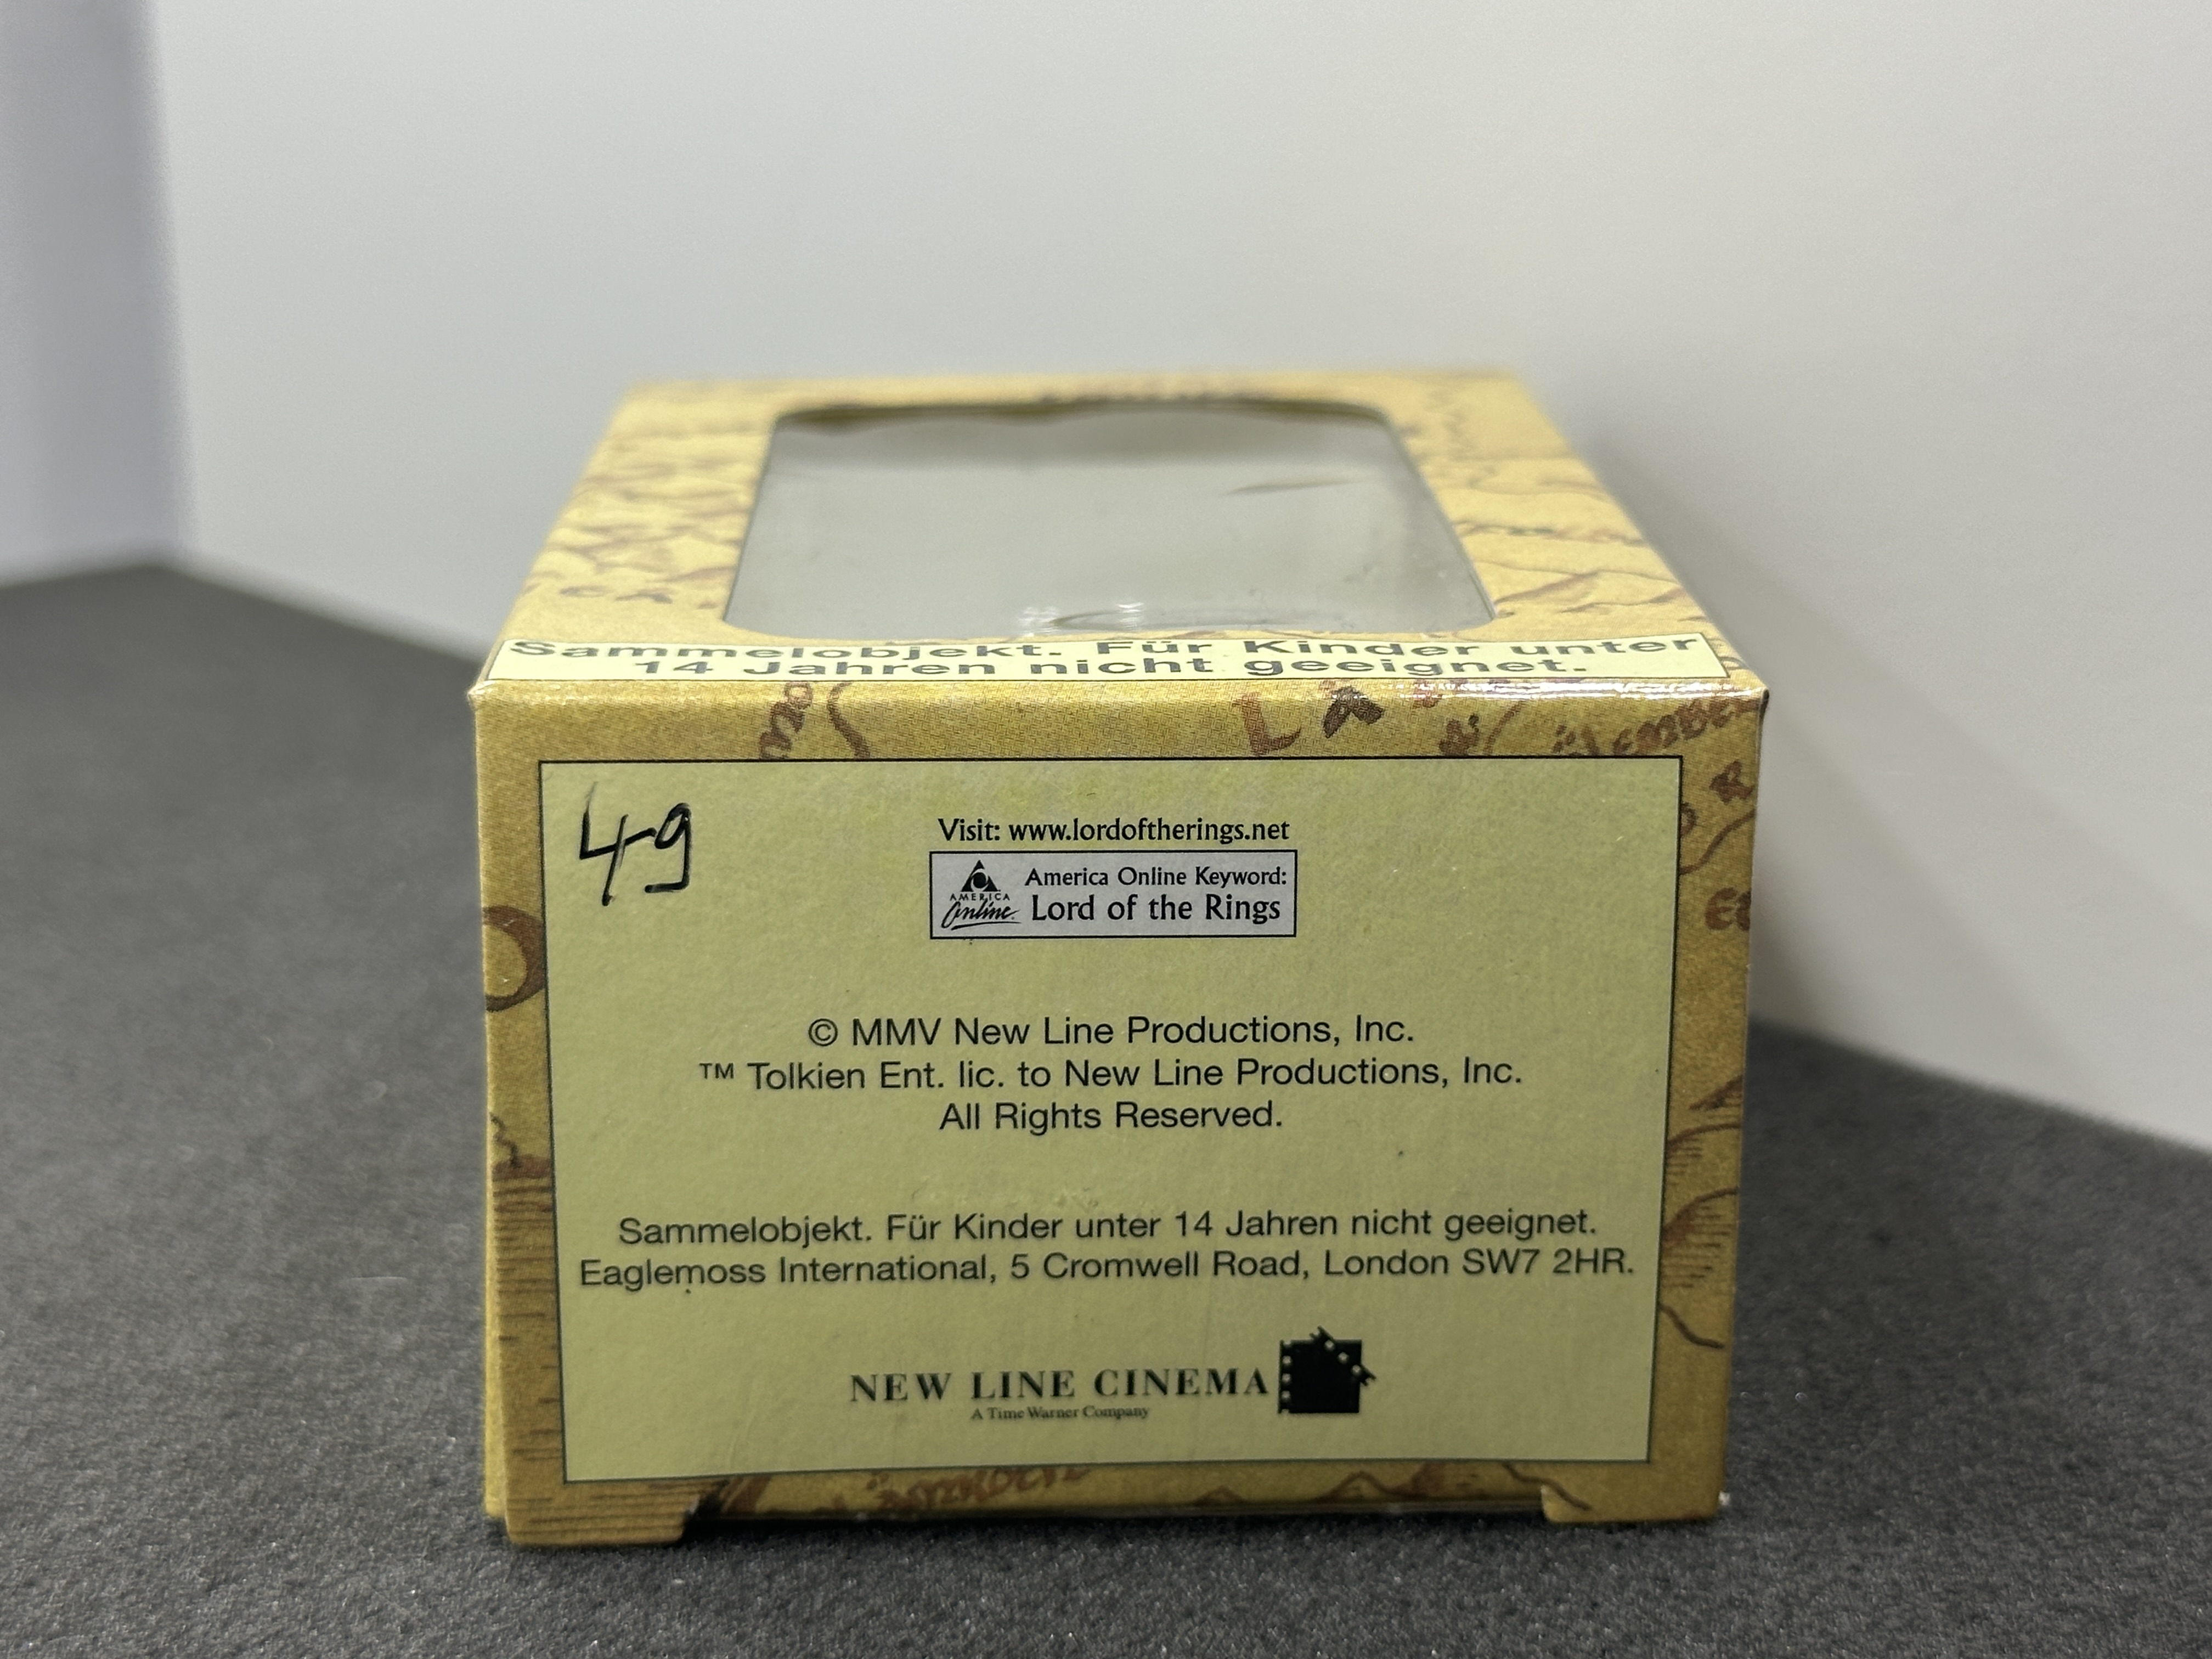 Sammelobjekt. Für Kinder unter
14 Jahren nicht geeignet.
LA
49
Visit: www.lordoftherings.net
AMERICA
Online
America Online Keyword:
Lord of the Rings
© MMV New Line Productions, Inc.
™ Tolkien Ent. lic. to New Line Productions, Inc.
All Rights Reserved.
Sammelobjekt. Für Kinder unter 14 Jahren nicht geeignet.
Eaglemoss International, 5 Cromwell Road, London SW7 2HR.
NEW LINE CINEMA
A Time Warner Company